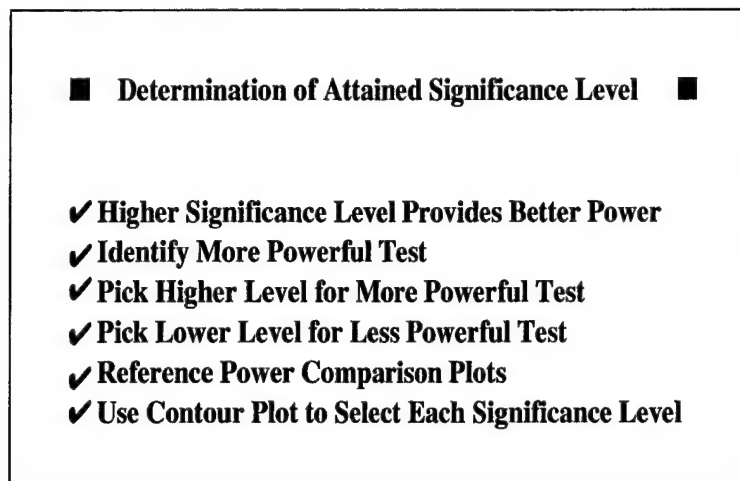 ■ Determination of Attained Significance Level ■
✔ Higher Significance Level Provides Better Power
✔ Identify More Powerful Test
✔ Pick Higher Level for More Powerful Test
✔ Pick Lower Level for Less Powerful Test
✔ Reference Power Comparison Plots
✔ Use Contour Plot to Select Each Significance Level